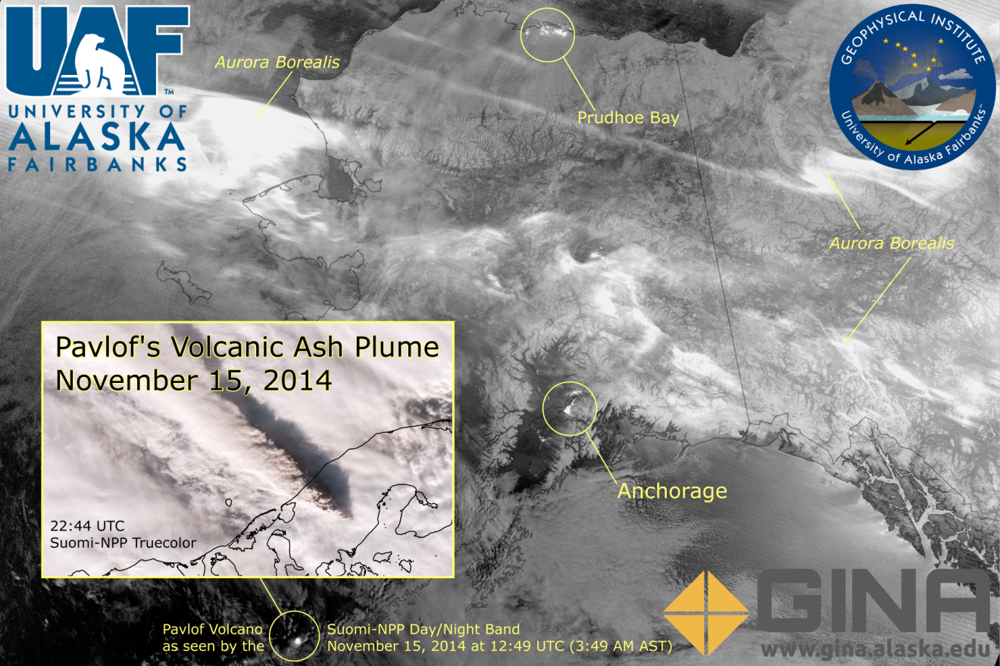 UAF
TM
UNIVERSITY OF
ALASKA
FAIRBANKS
Aurora Borealis
Prudhoe Bay
GEOPHYSICAL INSTITUTE
University of Alaska Fairbanks™
Aurora Borealis
Pavlof's Volcanic Ash Plume
November 15, 2014
22:44 UTC
Suomi-NPP Truecolor
Anchorage
Pavlof Volcano
as seen by the
Suomi-NPP Day/Night Band
November 15, 2014 at 12:49 UTC (3:49 AM AST)
GINA
www.gina.alaska.edu